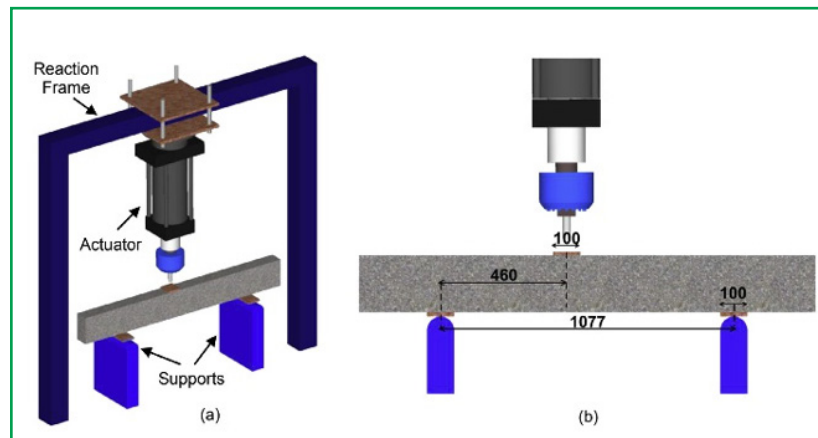 Reaction
Frame
Actuator
Supports
(a)
100
460
100
1077
(b)